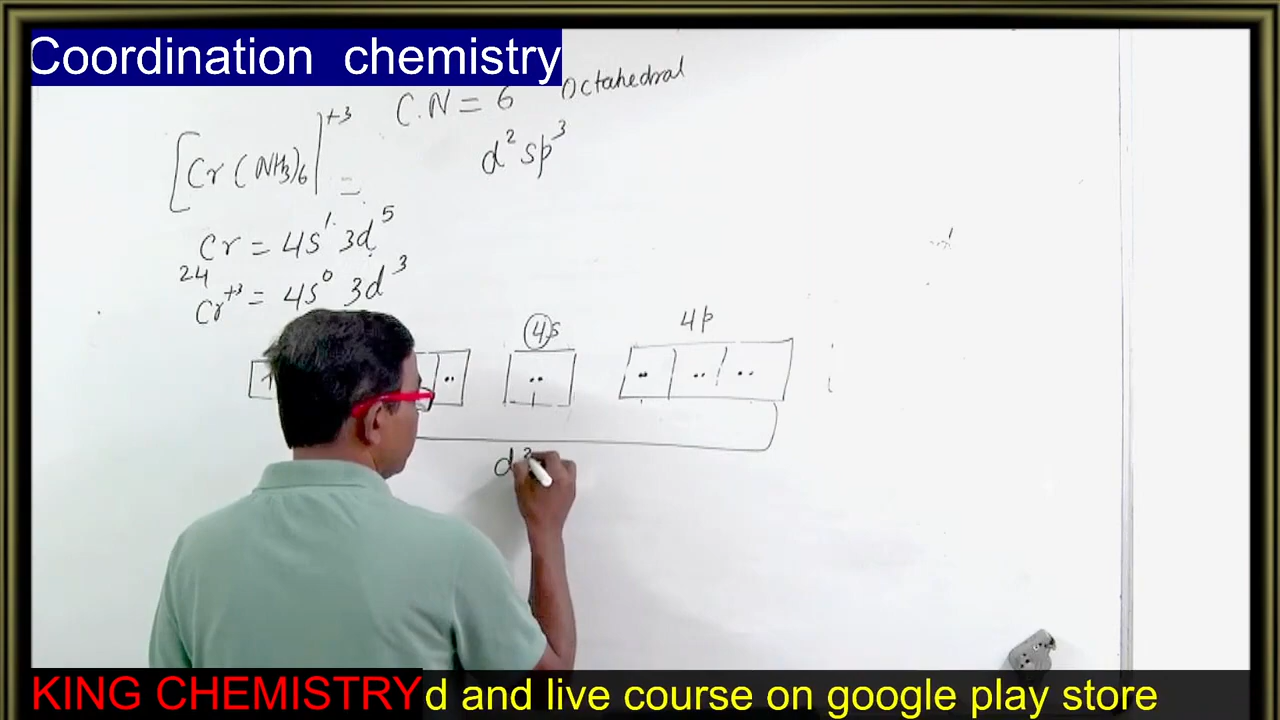 Coordination chemistry
C.N = 6 Octahedral
[Cr(NH3)6]+3 =
d2sp3
Cr = 4s1 3d5
24
Cr+3 = 4s0 3d3
4s 4p
d2
KING CHEMISTRY d and live course on google play store